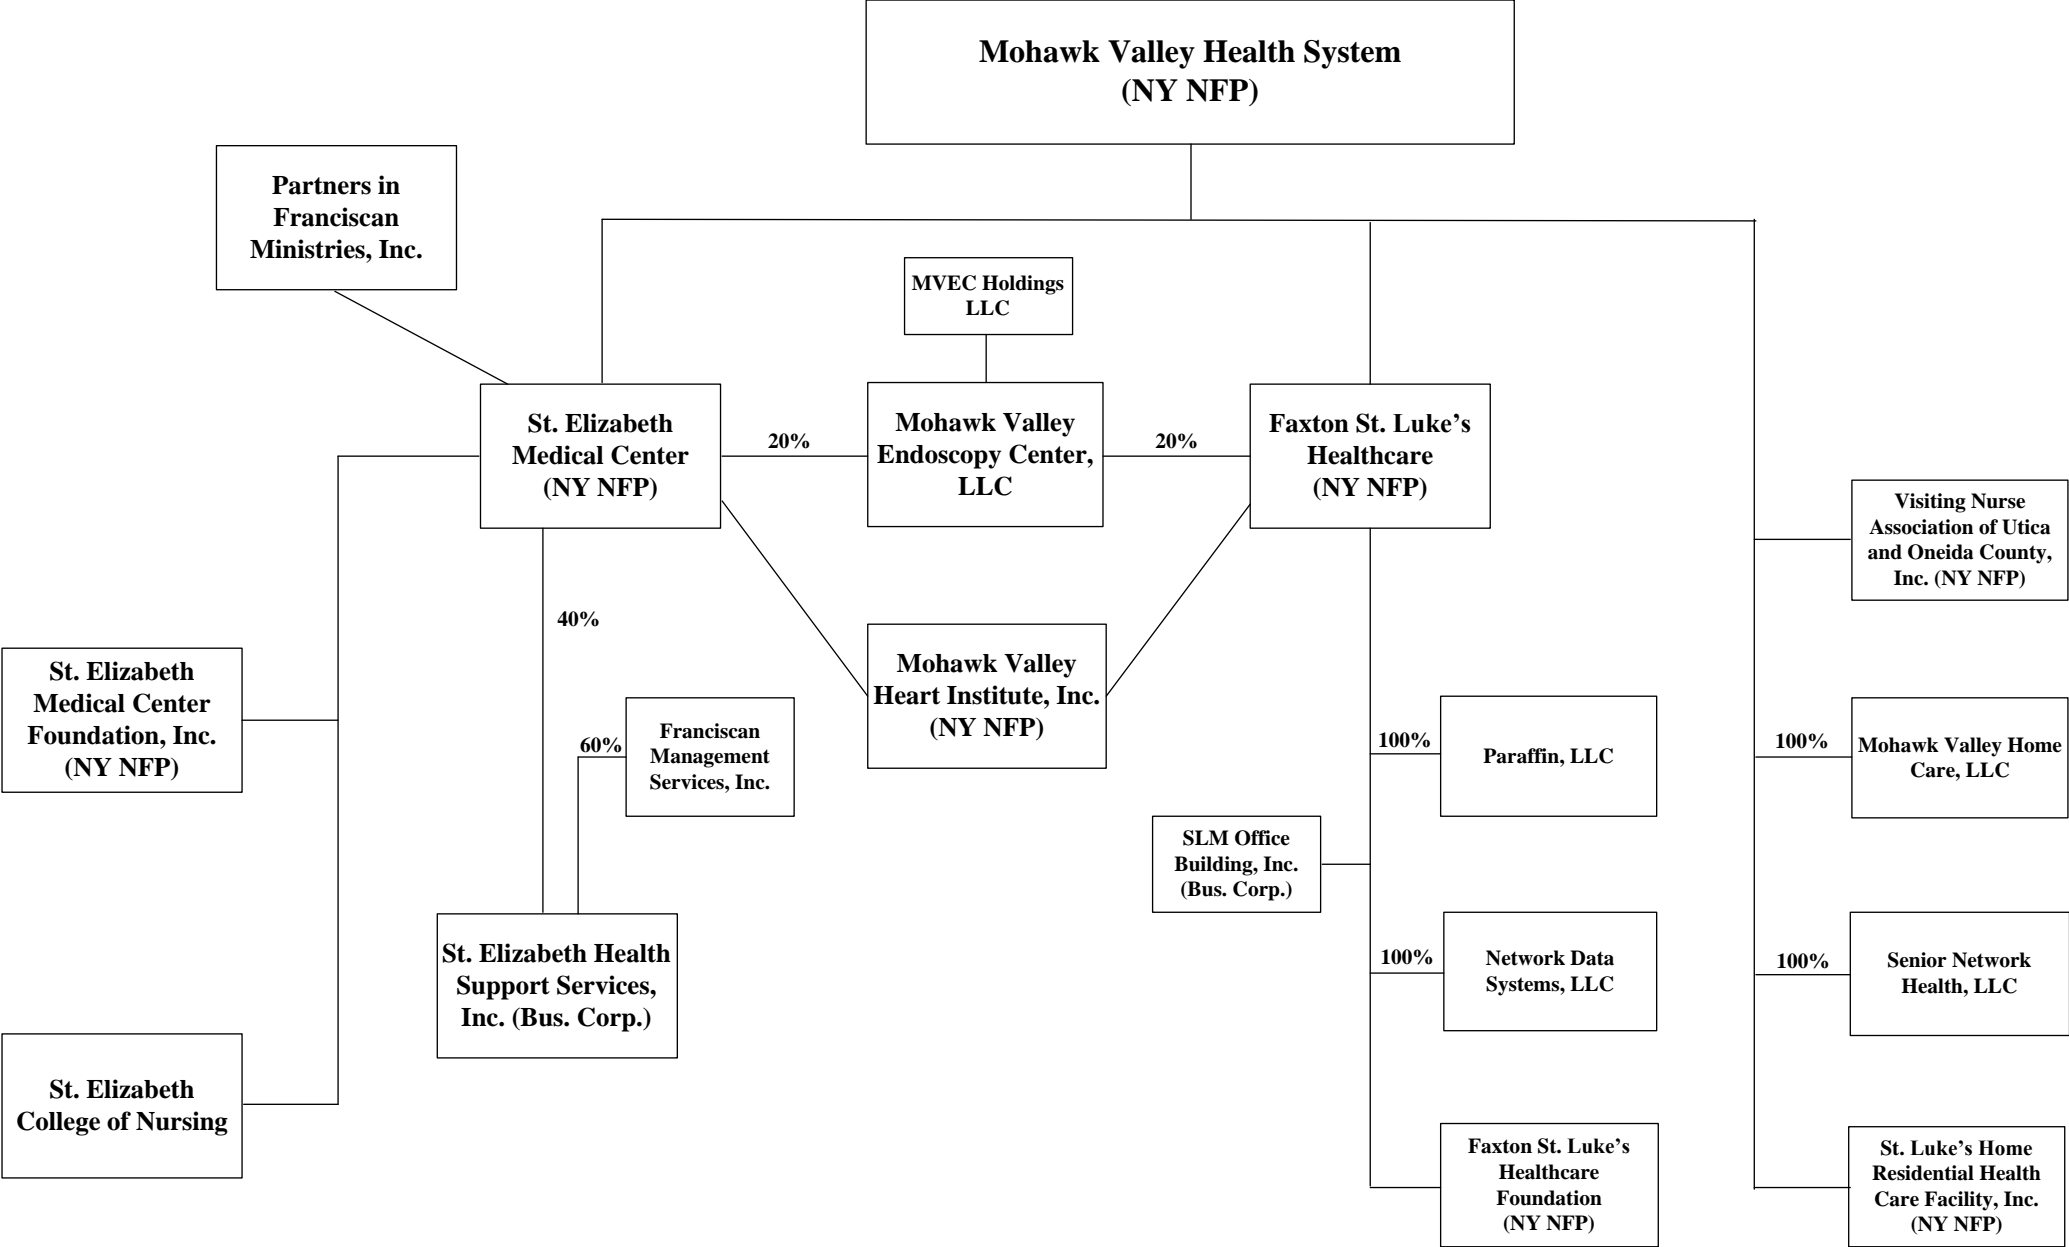 Mohawk Valley Health System
(NY NFP)
Partners in
Franciscan
Ministries, Inc.
MVEC Holdings
LLC
St. Elizabeth
Medical Center
(NY NFP)
20%
Mohawk Valley
Endoscopy Center,
LLC
20%
Faxton St. Luke’s
Healthcare
(NY NFP)
Visiting Nurse
Association of Utica
and Oneida County,
Inc. (NY NFP)
40%
St. Elizabeth
Medical Center
Foundation, Inc.
(NY NFP)
60%
Franciscan
Management
Services, Inc.
Mohawk Valley
Heart Institute, Inc.
(NY NFP)
100%
Paraffin, LLC
100%
Mohawk Valley Home
Care, LLC
SLM Office
Building, Inc.
(Bus. Corp.)
St. Elizabeth Health
Support Services,
Inc. (Bus. Corp.)
100%
Network Data
Systems, LLC
100%
Senior Network
Health, LLC
St. Elizabeth
College of Nursing
Faxton St. Luke’s
Healthcare
Foundation
(NY NFP)
St. Luke’s Home
Residential Health
Care Facility, Inc.
(NY NFP)